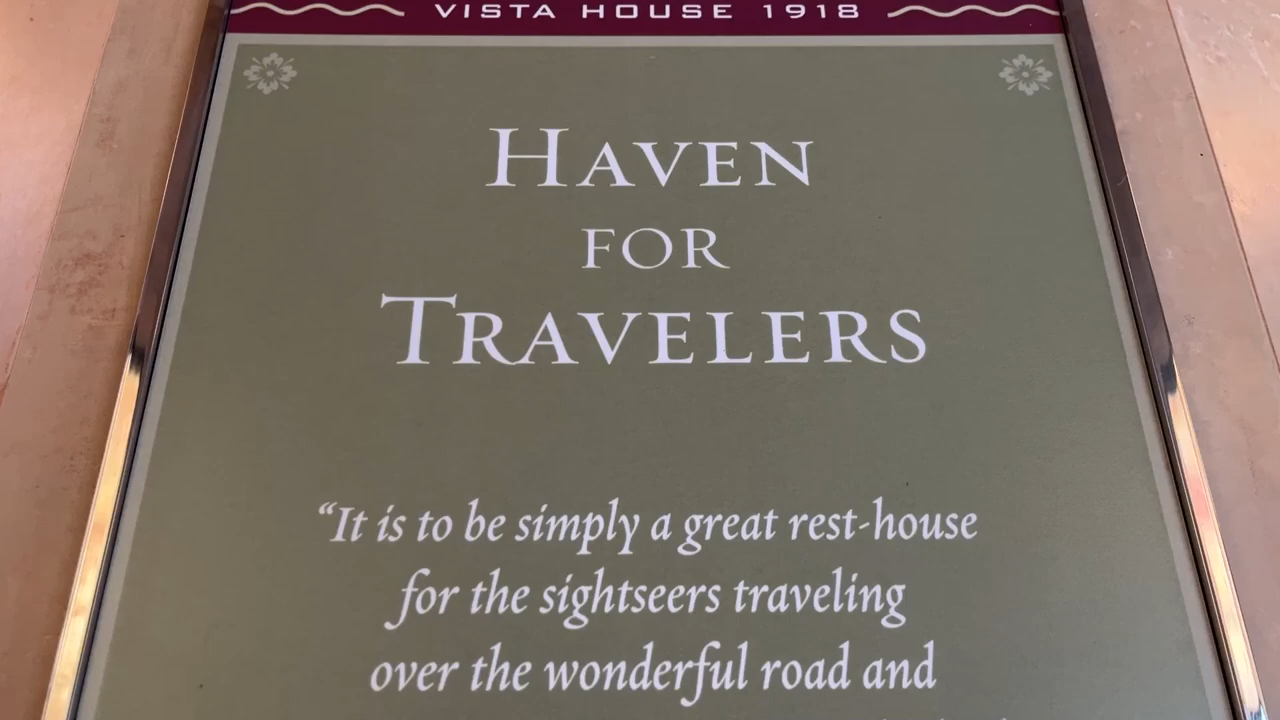 VISTA HOUSE 1918
HAVEN
FOR
TRAVELERS
“It is to be simply a great rest-house
for the sightseers traveling
over the wonderful road and